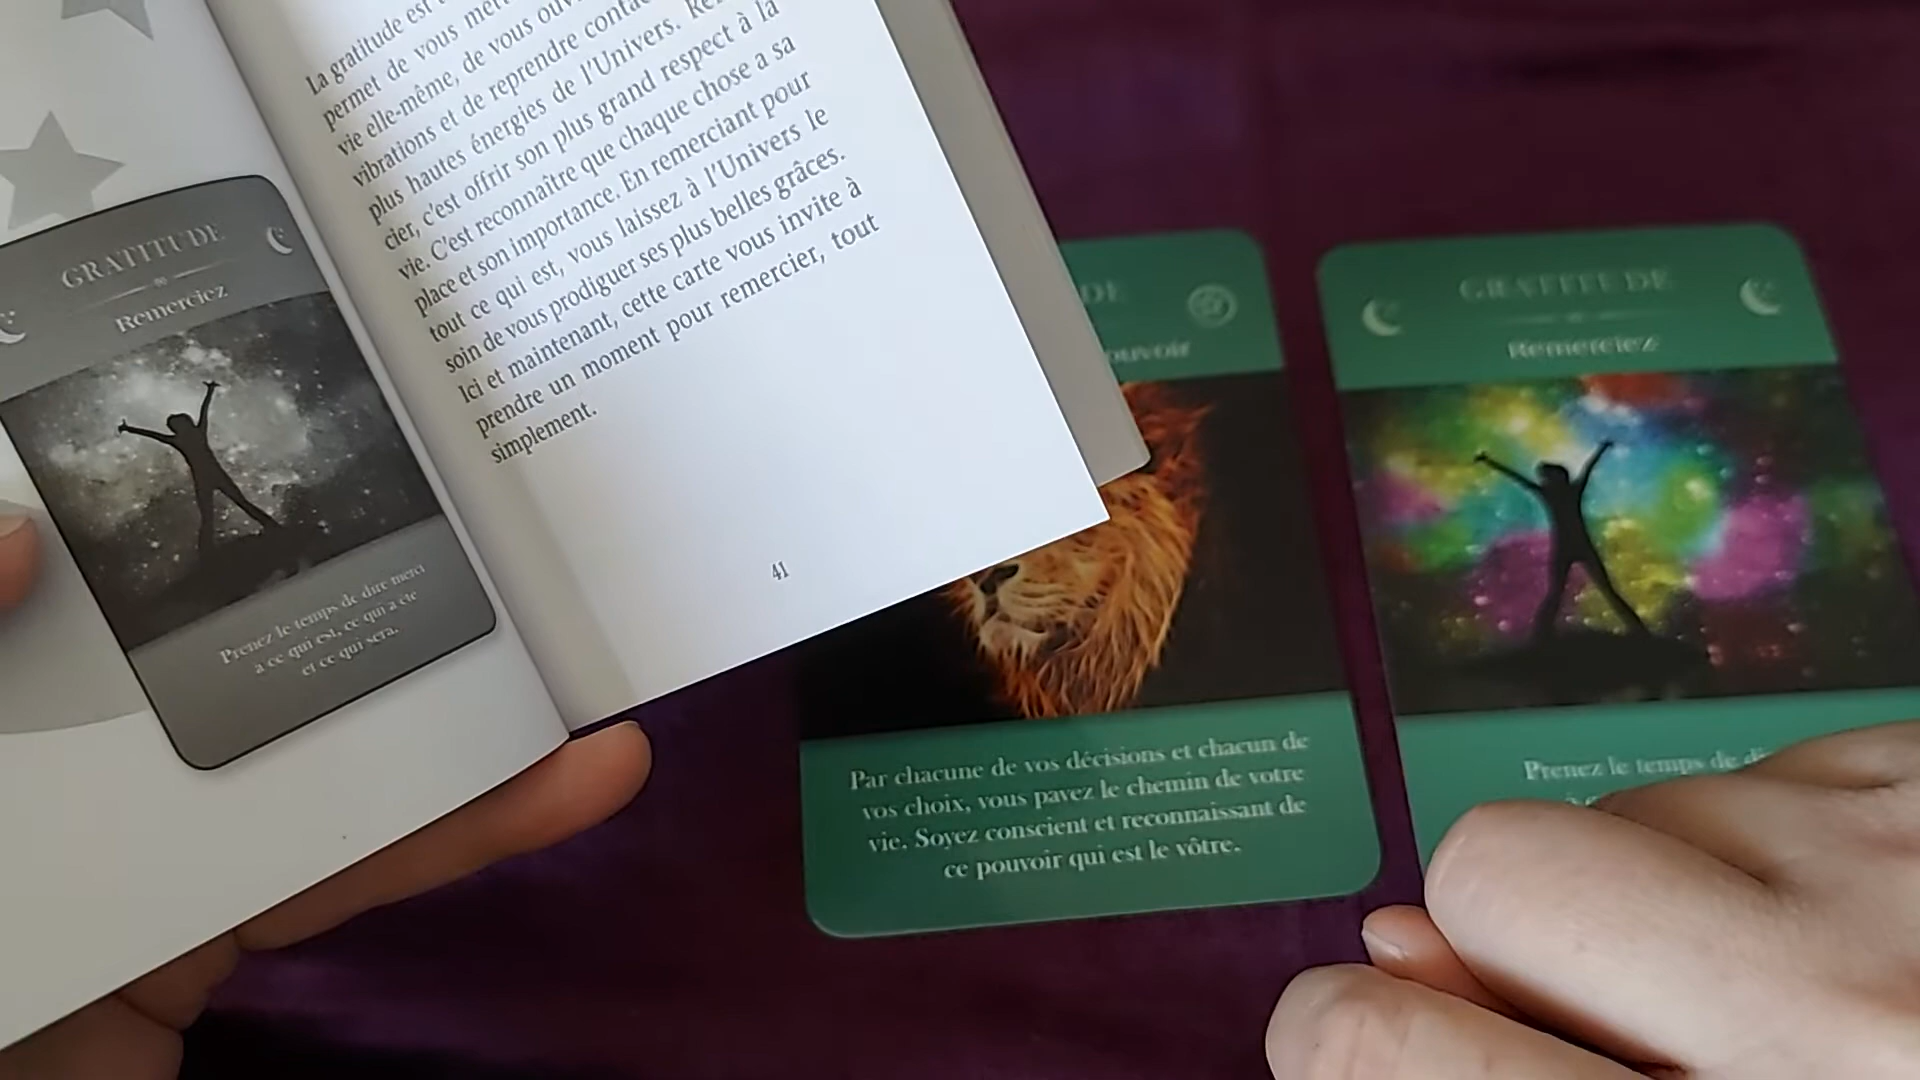 GRATITUDE
Remerciez
Prenez le temps de dire merci
à ce qui est, ce qui a été
et ce qui sera.
La gratitude est
permet de vous
vie elle-même, de vous
vibrations et de reprendre
plus hautes énergies de l'Univers.
cier, c'est offrir son plus grand respect à la
vie. C'est reconnaître que chaque chose a sa
place et son importance. En remerciant pour
tout ce qui est, vous laissez à l'Univers le
soin de vous prodiguer ses plus belles grâces.
Ici et maintenant, cette carte vous invite à
prendre un moment pour remercier, tout
simplement.
41
DE
ouvoir
Par chacune de vos décisions et chacun de
vos choix, vous pavez le chemin de votre
vie. Soyez conscient et reconnaissant de
ce pouvoir qui est le vôtre.
GRATITUDE
Remerciez
Prenez le temps de